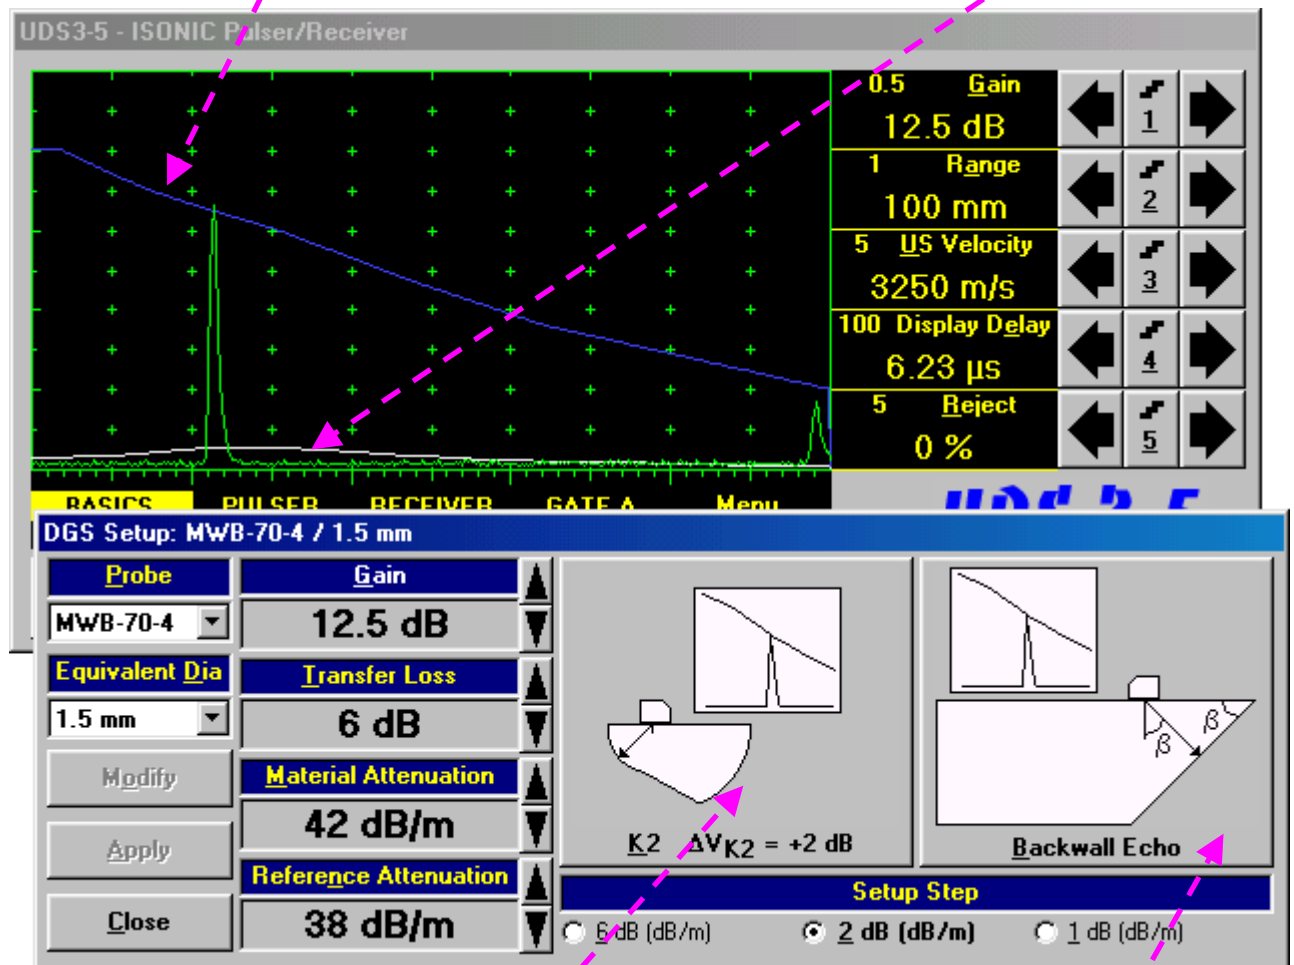 UDS3-5 - ISONIC Pulser/Receiver
0.5 Gain
12.5 dB
1
1 Range
100 mm
2
5 US Velocity
3250 m/s
3
100 Display Delay
6.23 µs
4
5 Reject
0 %
5
BASICS PULSER RECEIVER GATE A Menu
UDS 3-5
DGS Setup: MWB-70-4 / 1.5 mm
Probe
MWB-70-4
Equivalent Dia
1.5 mm
Modify
Apply
Close
Gain
12.5 dB
Transfer Loss
6 dB
Material Attenuation
42 dB/m
Reference Attenuation
38 dB/m
K2 ΔVK2 = +2 dB
β
β
Backwall Echo
Setup Step
6 dB (dB/m) 2 dB (dB/m) 1 dB (dB/m)